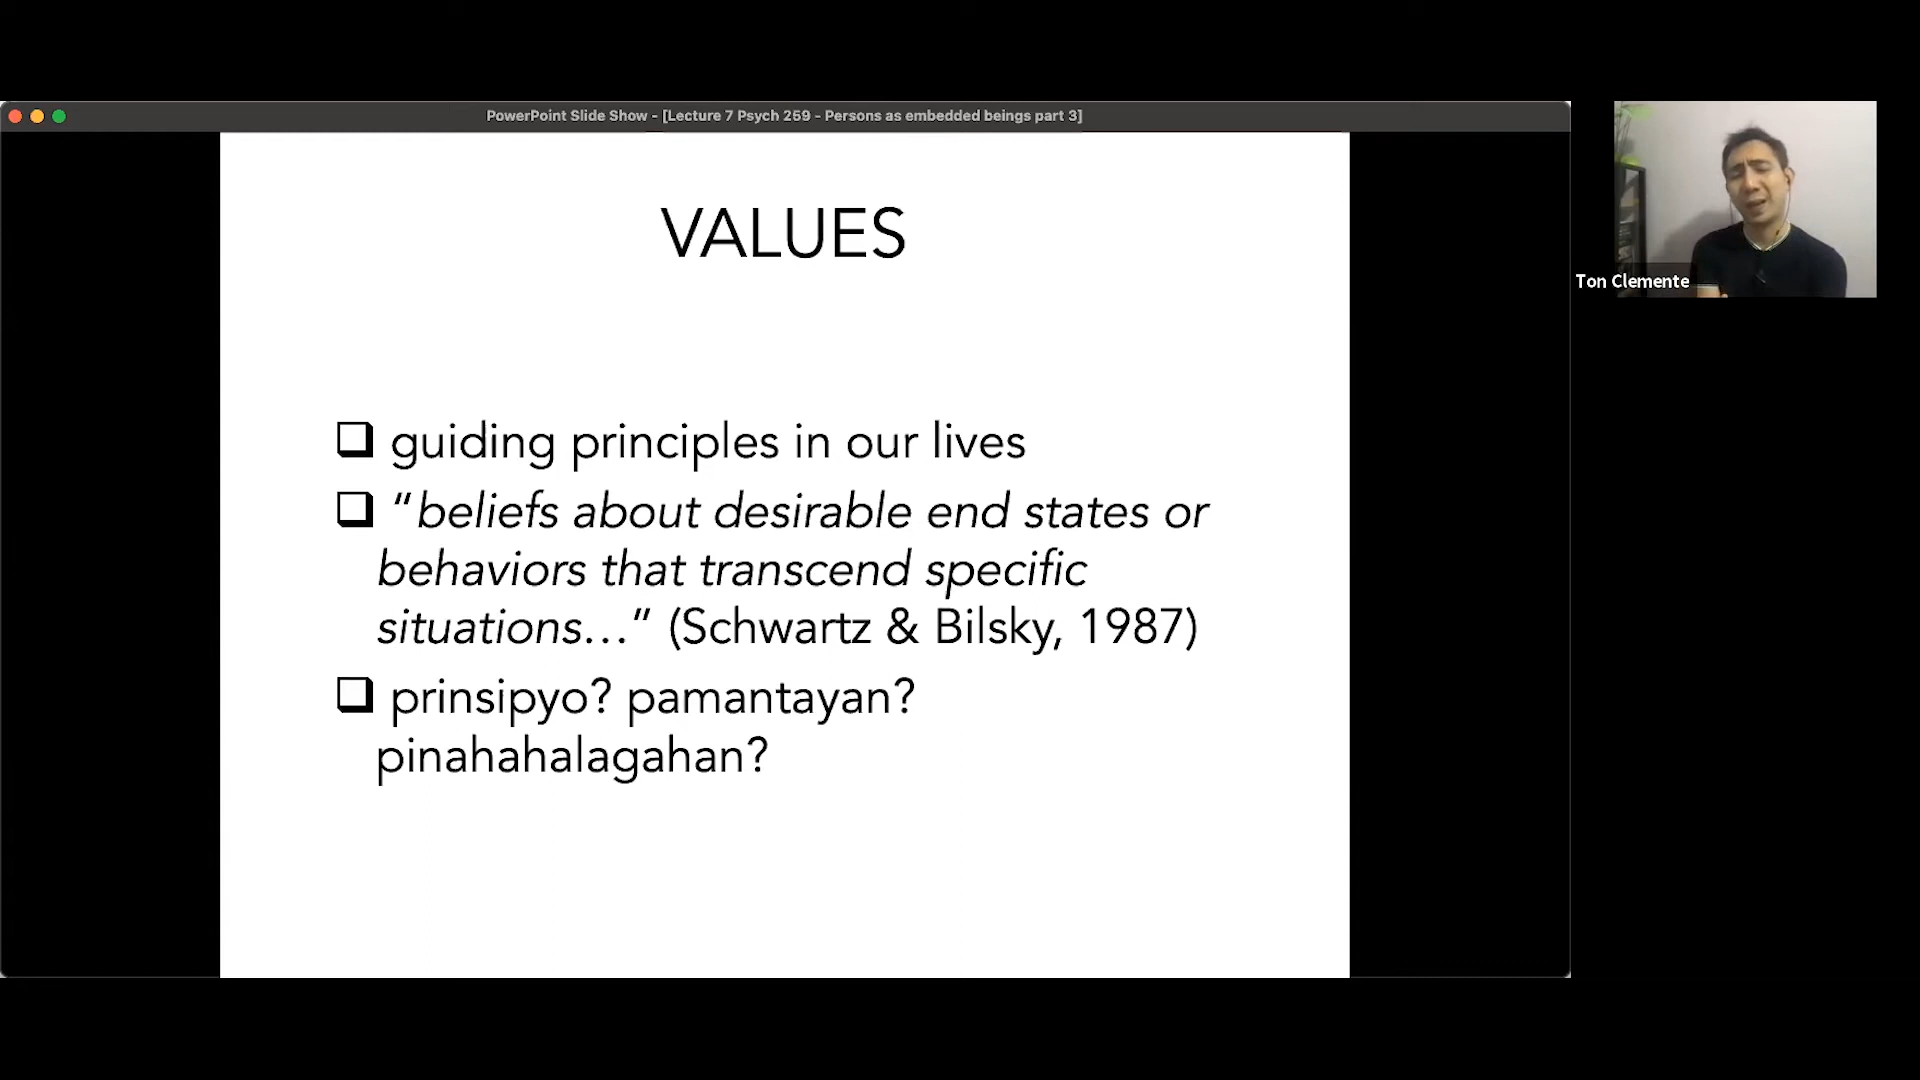 PowerPoint Slide Show - [Lecture 7 Psych 259 - Persons as embedded beings part 3]
VALUES
guiding principles in our lives
"beliefs about desirable end states or
behaviors that transcend specific
situations…" (Schwartz & Bilsky, 1987)
prinsipyo? pamantayan?
pinahahalagahan?
Ton Clemente